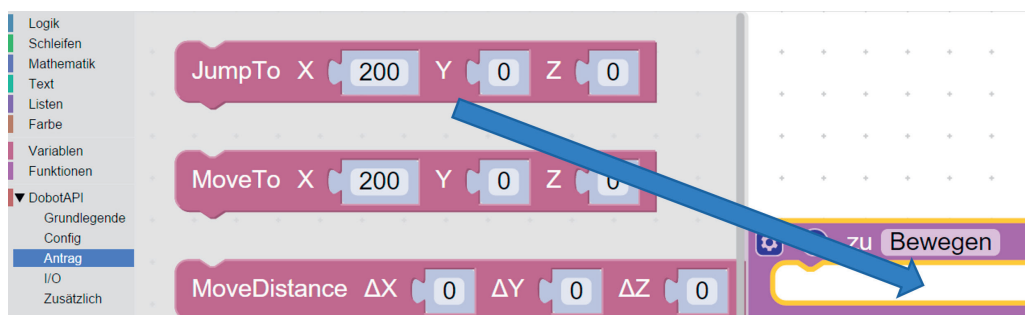 Logik
Schleifen
Mathematik
Text
Listen
Farbe
Variablen
Funktionen
DobotAPI
Grundlegende
Config
Antrag
I/O
Zusätzlich
JumpTo X 200 Y 0 Z 0
MoveTo X 200 Y 0 Z 0
MoveDistance ΔX 0 ΔY 0 ΔZ 0
zu Bewegen